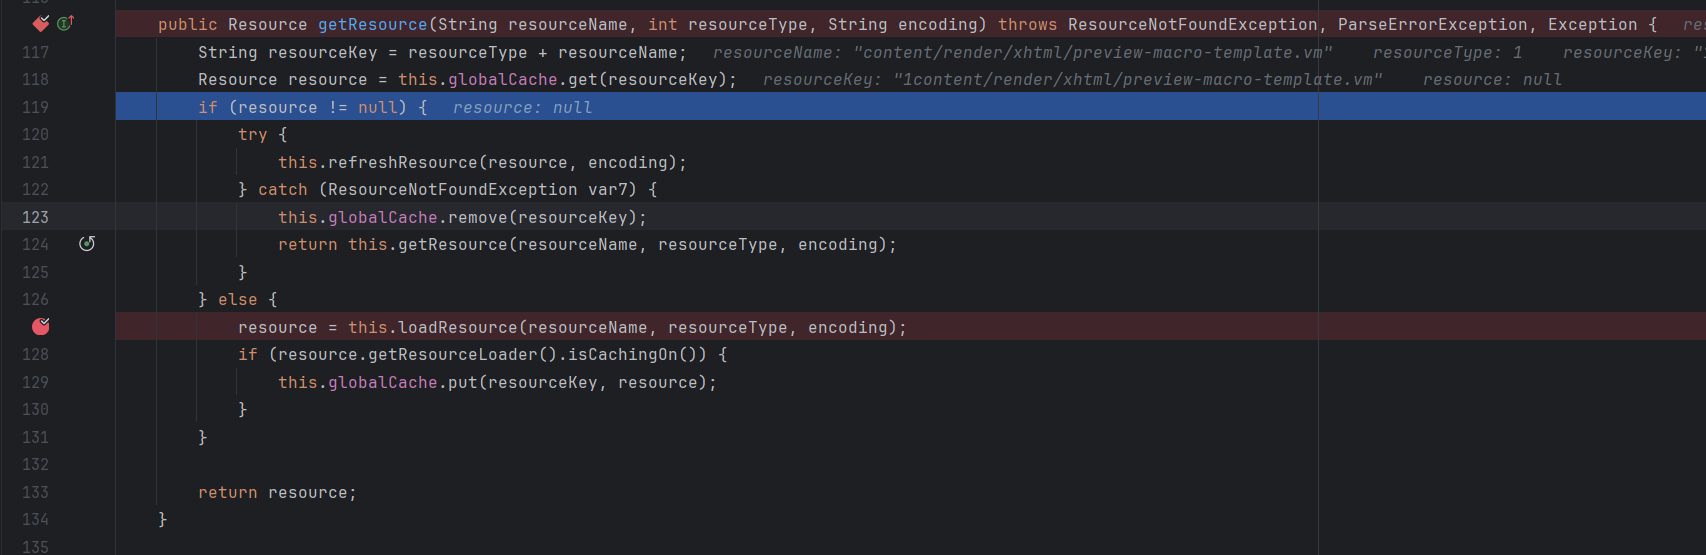 public Resource getResource(String resourceName, int resourceType, String encoding) throws ResourceNotFoundException, ParseErrorException, Exception {
117 String resourceKey = resourceType + resourceName; resourceName: "content/render/xhtml/preview-macro-template.vm" resourceType: 1 resourceKey: "1
118 Resource resource = this.globalCache.get(resourceKey); resourceKey: "1content/render/xhtml/preview-macro-template.vm" resource: null
119 if (resource != null) { resource: null
120 try {
121 this.refreshResource(resource, encoding);
122 } catch (ResourceNotFoundException var7) {
123 this.globalCache.remove(resourceKey);
124 return this.getResource(resourceName, resourceType, encoding);
125 }
126 } else {
resource = this.loadResource(resourceName, resourceType, encoding);
128 if (resource.getResourceLoader().isCachingOn()) {
129 this.globalCache.put(resourceKey, resource);
130 }
131 }
132
133 return resource;
134 }
135